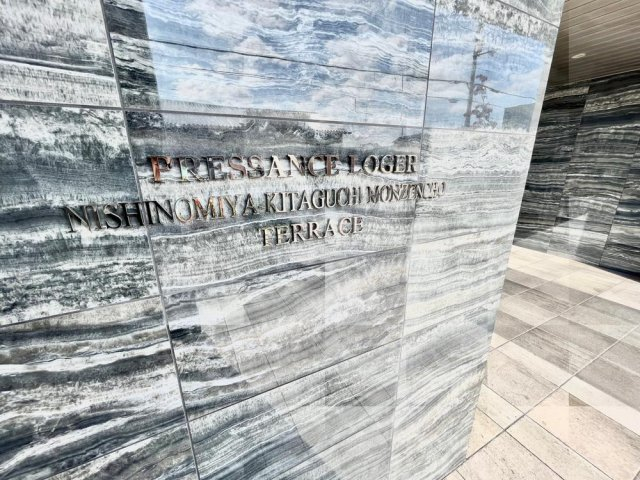 PRESSANCE LOGER
NISHINOMIYA-KITAGUCHI MONZENCHO
TERRACE